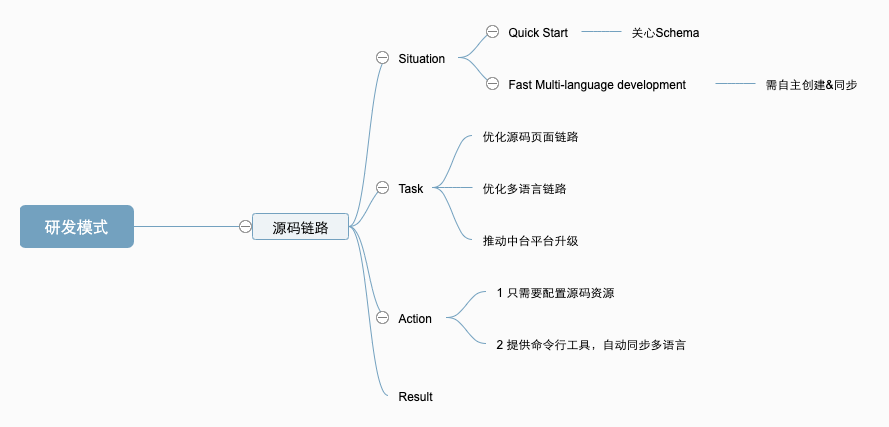 研发模式
源码链路
Situation
Quick Start
关心Schema
Fast Multi-language development
需自主创建&同步
Task
优化源码页面链路
优化多语言链路
推动中台平台升级
Action
1 只需要配置源码资源
2 提供命令行工具，自动同步多语言
Result